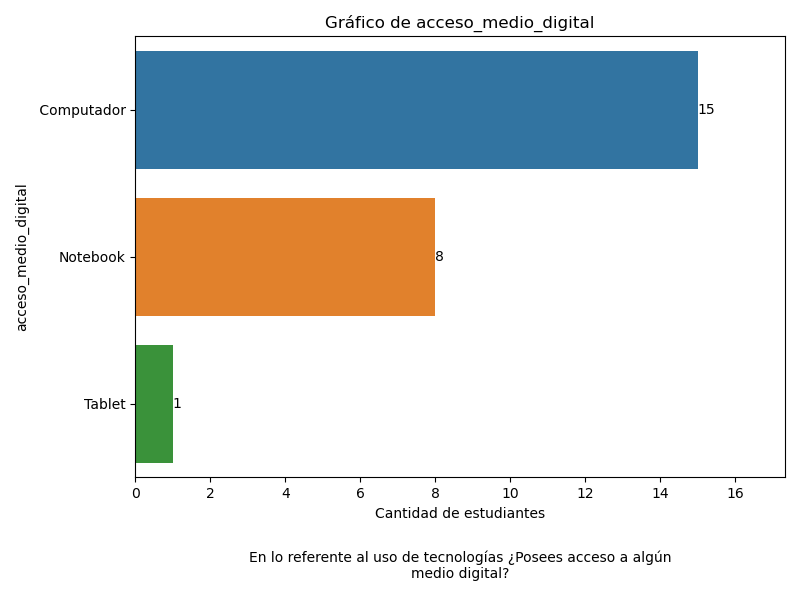 Gráfico de acceso_medio_digital
acceso_medio_digital
Computador
15
Notebook
8
Tablet
1
0 2 4 6 8 10 12 14 16
Cantidad de estudiantes
En lo referente al uso de tecnologías ¿Posees acceso a algún
medio digital?